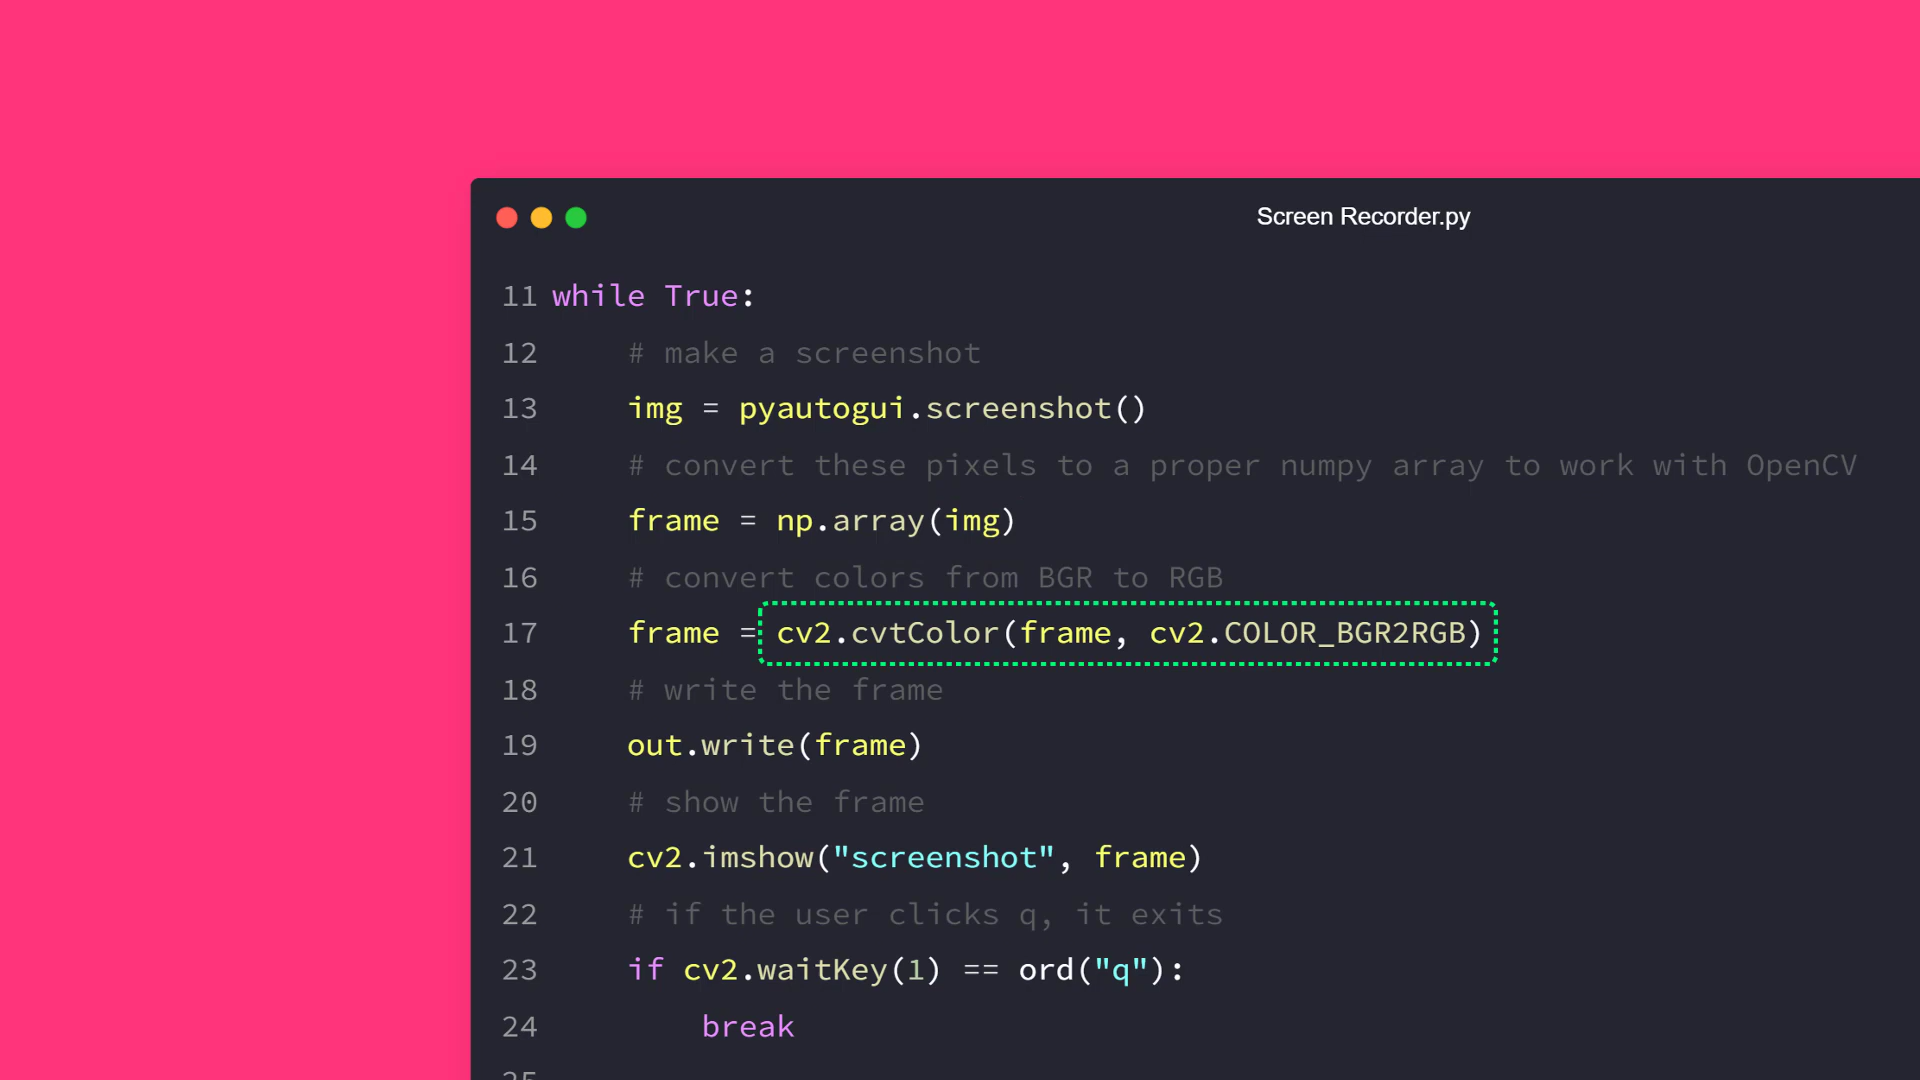 Screen Recorder.py
11 while True:
12     # make a screenshot
13     img = pyautogui.screenshot()
14     # convert these pixels to a proper numpy array to work with OpenCV
15     frame = np.array(img)
16     # convert colors from BGR to RGB
17     frame = cv2.cvtColor(frame, cv2.COLOR_BGR2RGB)
18     # write the frame
19     out.write(frame)
20     # show the frame
21     cv2.imshow("screenshot", frame)
22     # if the user clicks q, it exits
23     if cv2.waitKey(1) == ord("q"):
24         break